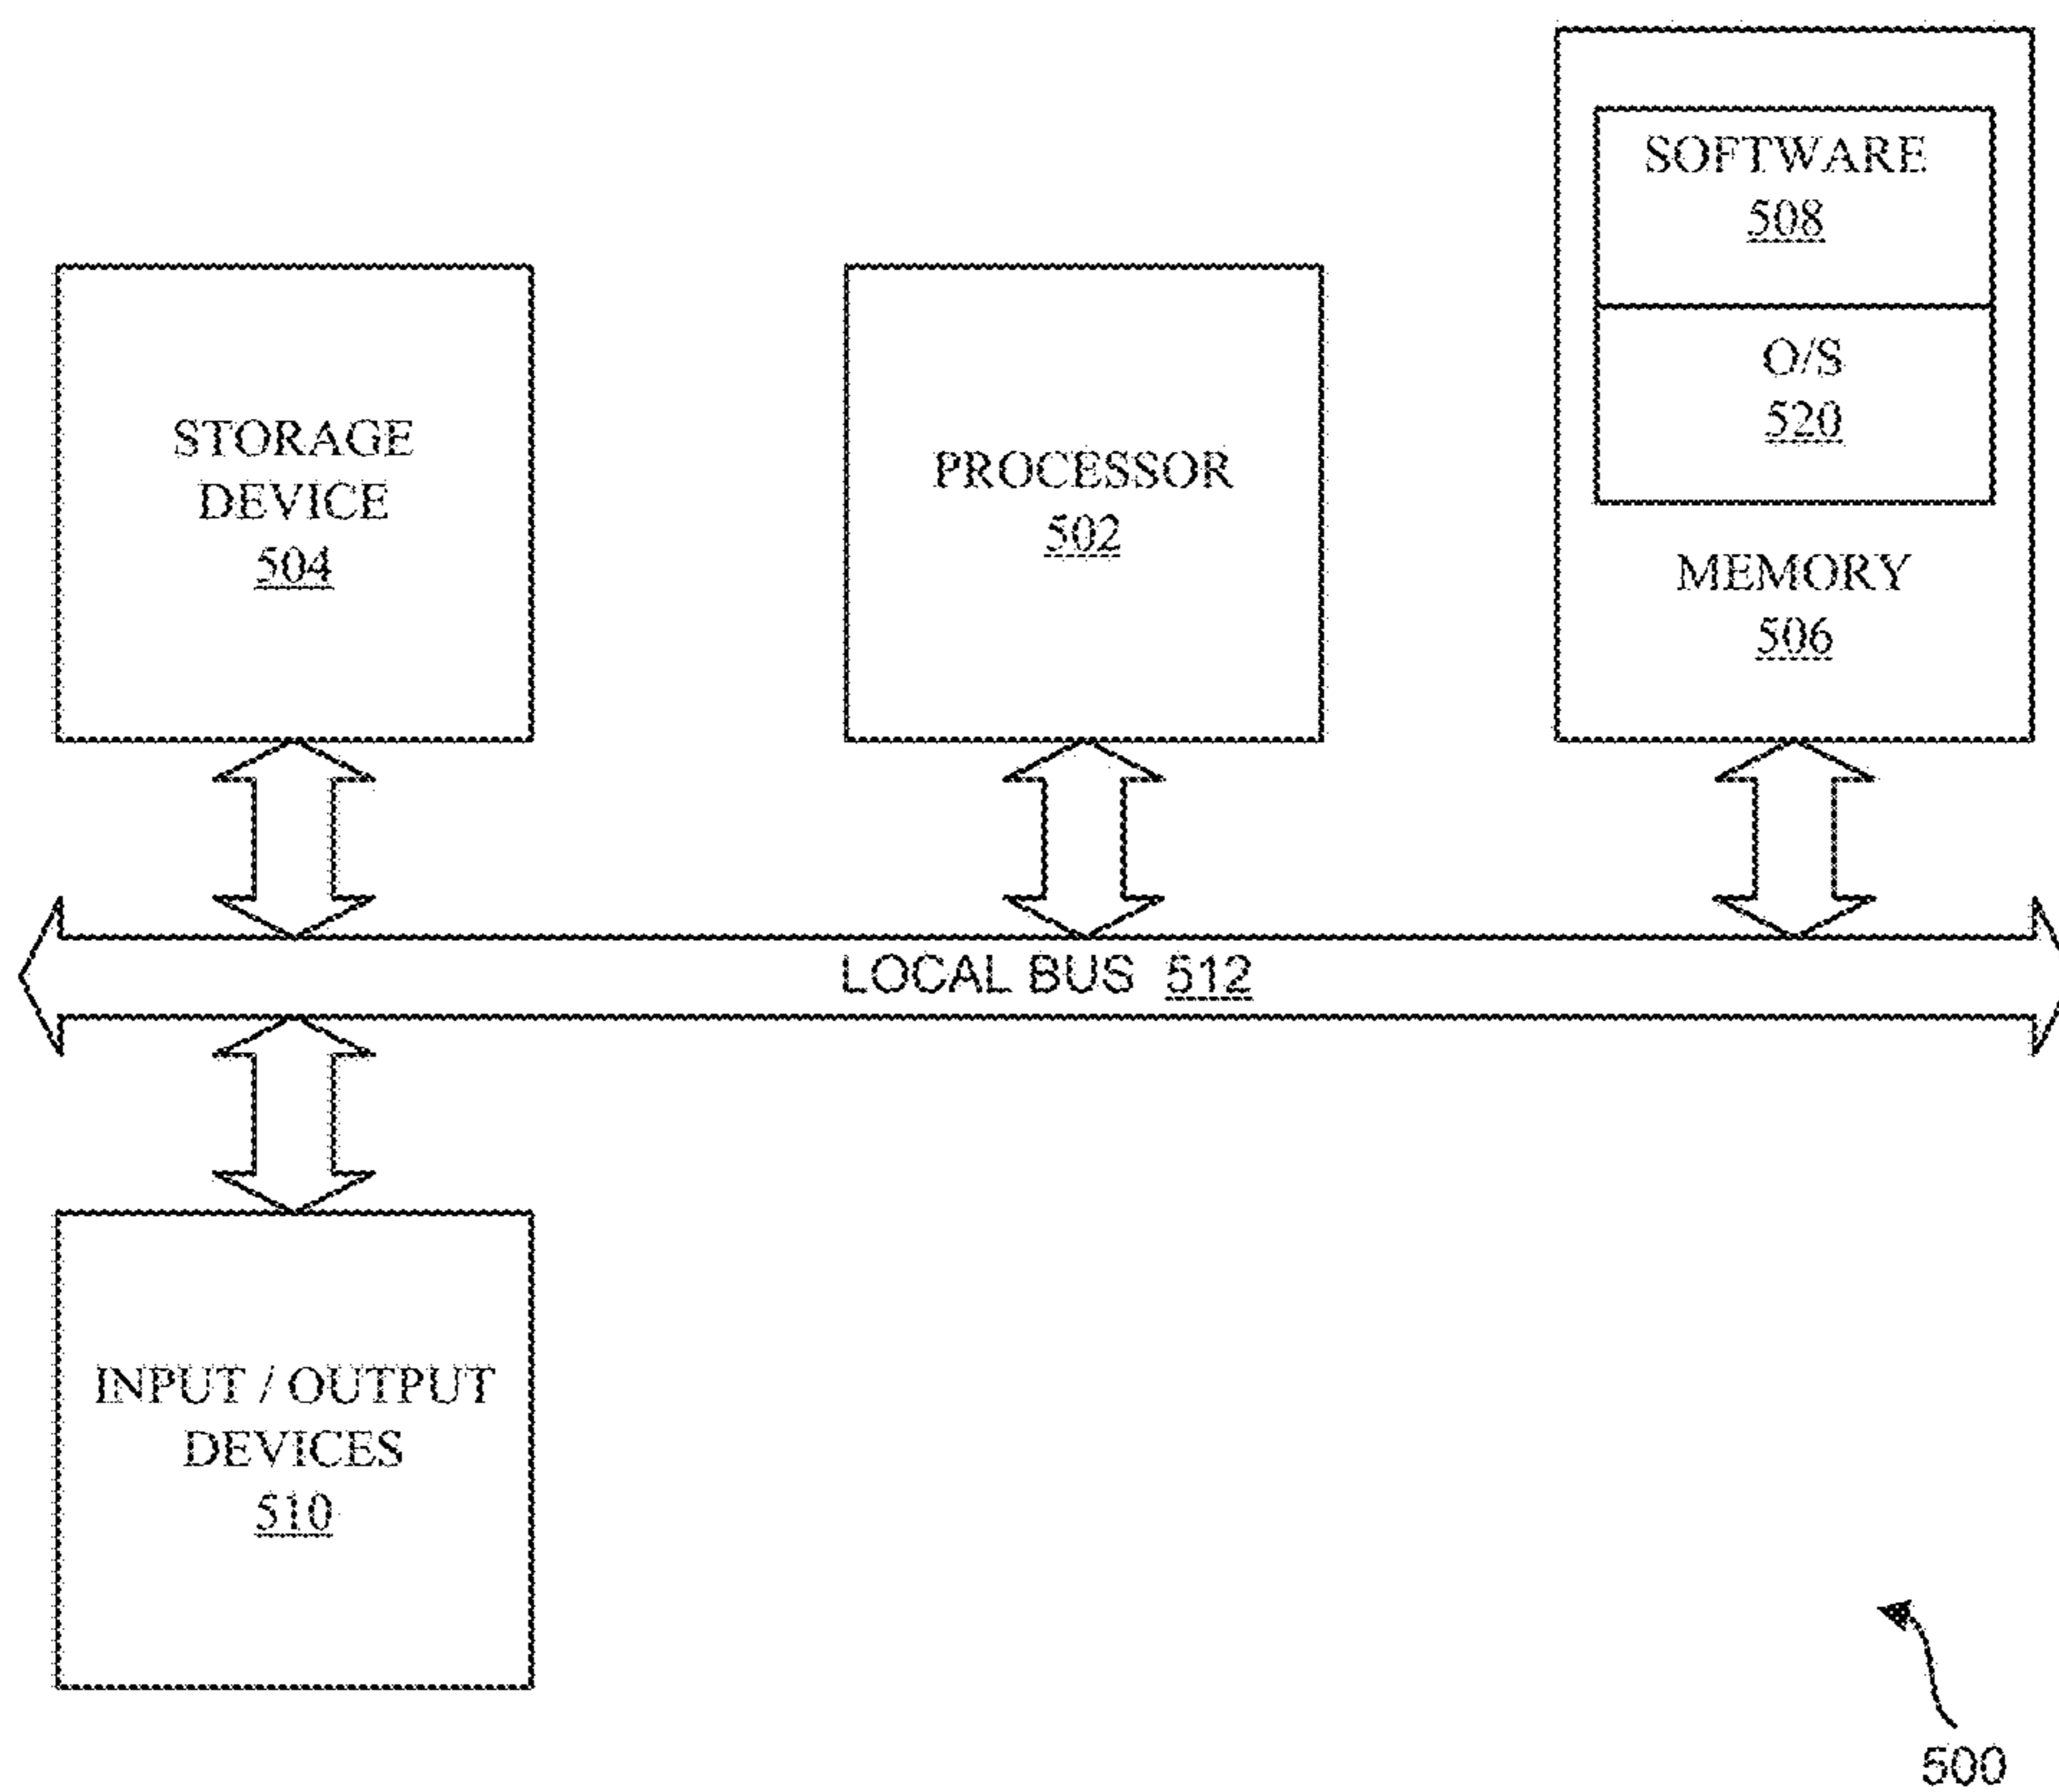 SOFTWARE
508
O/S
520
MEMORY
506
STORAGE
DEVICE
504
PROCESSOR
502
LOCAL BUS 512
INPUT / OUTPUT
DEVICES
510
500